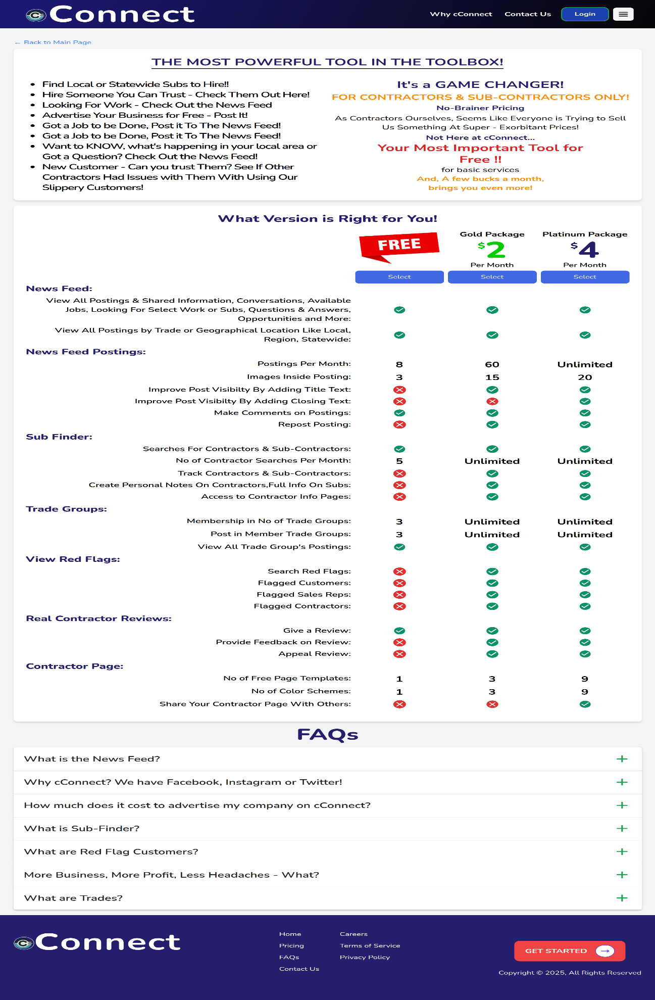 Connect
Why cConnect
Contact Us
Login
← Back to Main Page
THE MOST POWERFUL TOOL IN THE TOOLBOX!
• Find Local or Statewide Subs to Hire!!
• Hire Someone You Can Trust - Check Them Out Here!
• Looking For Work - Check Out the News Feed
• Advertise Your Business for Free - Post It!
• Got a Job to be Done, Post it To The News Feed!
• Got a Job to be Done, Post it To The News Feed!
• Want to KNOW, what's happening in your local area or
Got a Question? Check Out the News Feed!
• New Customer - Can you trust Them? See If Other
Contractors Had Issues with Them With Using Our
Slippery Customers!
It's a GAME CHANGER!
FOR CONTRACTORS & SUB-CONTRACTORS ONLY!
No-Brainer Pricing
As Contractors Ourselves, Seems Like Everyone is Trying to Sell
Us Something At Super - Exorbitant Prices!
Not Here at cConnect...
Your Most Important Tool for
Free !!
for basic services
And, A few bucks a month,
brings you even more!
What Version is Right for You!
FREE
Select
Gold Package
$2
Per Month
Select
Platinum Package
$4
Per Month
Select
News Feed:
View All Postings & Shared Information, Conversations, Available
Jobs, Looking For Select Work or Subs, Questions & Answers,
Opportunities and More:
View All Postings by Trade or Geographical Location Like Local,
Region, Statewide:
News Feed Postings:
Postings Per Month: 8 60 Unlimited
Images Inside Posting: 3 15 20
Improve Post Visibilty By Adding Title Text:
Improve Post Visibilty By Adding Closing Text:
Make Comments on Postings:
Repost Posting:
Sub Finder:
Searches For Contractors & Sub-Contractors:
No of Contractor Searches Per Month: 5 Unlimited Unlimited
Track Contractors & Sub-Contractors:
Create Personal Notes On Contractors,Full Info On Subs:
Access to Contractor Info Pages:
Trade Groups:
Membership in No of Trade Groups: 3 Unlimited Unlimited
Post in Member Trade Groups: 3 Unlimited Unlimited
View All Trade Group's Postings:
View Red Flags:
Search Red Flags:
Flagged Customers:
Flagged Sales Reps:
Flagged Contractors:
Real Contractor Reviews:
Give a Review:
Provide Feedback on Review:
Appeal Review:
Contractor Page:
No of Free Page Templates: 1 3 9
No of Color Schemes: 1 3 9
Share Your Contractor Page With Others:
FAQs
What is the News Feed?
Why cConnect? We have Facebook, Instagram or Twitter!
How much does it cost to advertise my company on cConnect?
What is Sub-Finder?
What are Red Flag Customers?
More Business, More Profit, Less Headaches - What?
What are Trades?
Connect
Home
Pricing
FAQs
Contact Us
Careers
Terms of Service
Privacy Policy
GET STARTED →
Copyright © 2025, All Rights Reserved